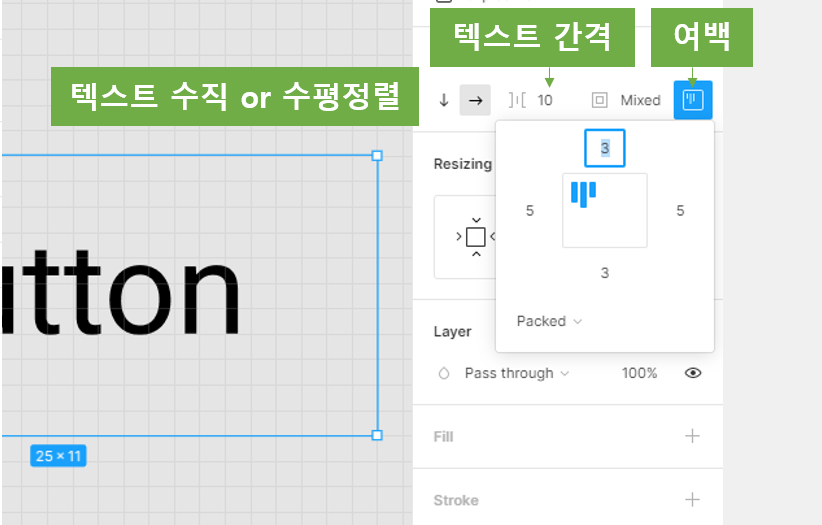 텍스트 간격
여백
텍스트 수직 or 수평정렬
10
Mixed
3
Resizing
5
5
utton
3
Packed
Layer
Pass through
100%
Fill
25 × 11
Stroke